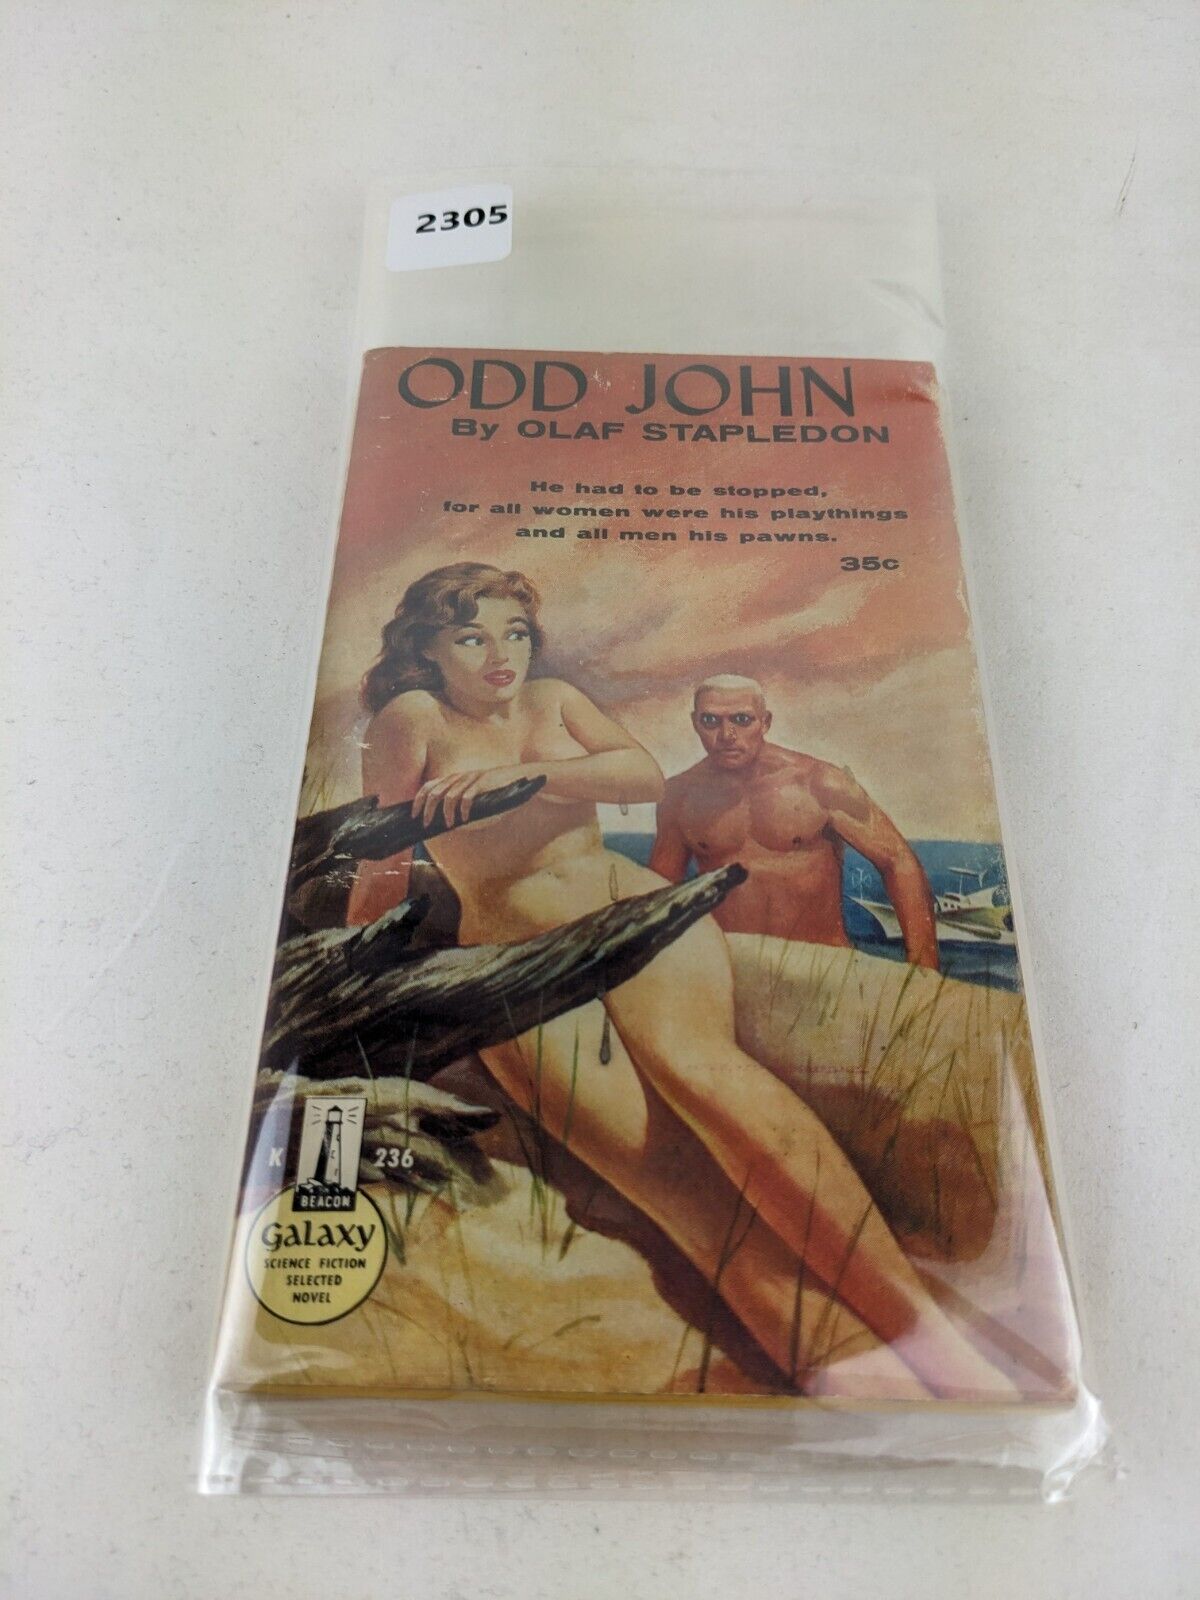 2305
ODD JOHN
By OLAF STAPLEDON
He had to be stopped,
for all women were his playthings
and all men his pawns.
35c
K 236
BEACON
Galaxy
SCIENCE FICTION
SELECTED
NOVEL